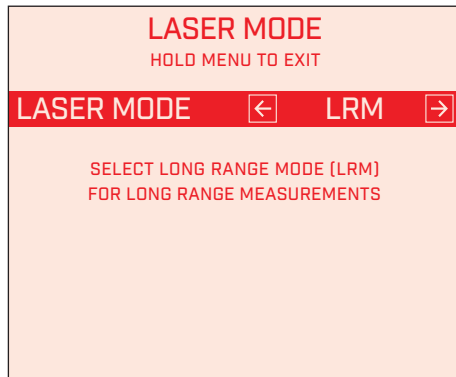 LASER MODE
HOLD MENU TO EXIT
LASER MODE ← LRM →
SELECT LONG RANGE MODE (LRM)
FOR LONG RANGE MEASUREMENTS